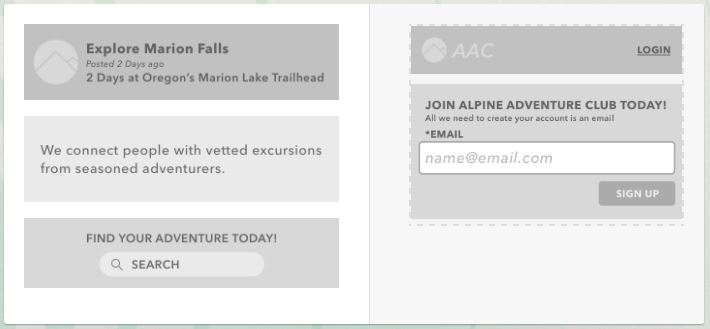 Explore Marion Falls
Posted 2 Days ago
2 Days at Oregon's Marion Lake Trailhead
We connect people with vetted excursions
from seasoned adventurers.
FIND YOUR ADVENTURE TODAY!
SEARCH
AAC
LOGIN
JOIN ALPINE ADVENTURE CLUB TODAY!
All we need to create your account is an email
*EMAIL
name@email.com
SIGN UP